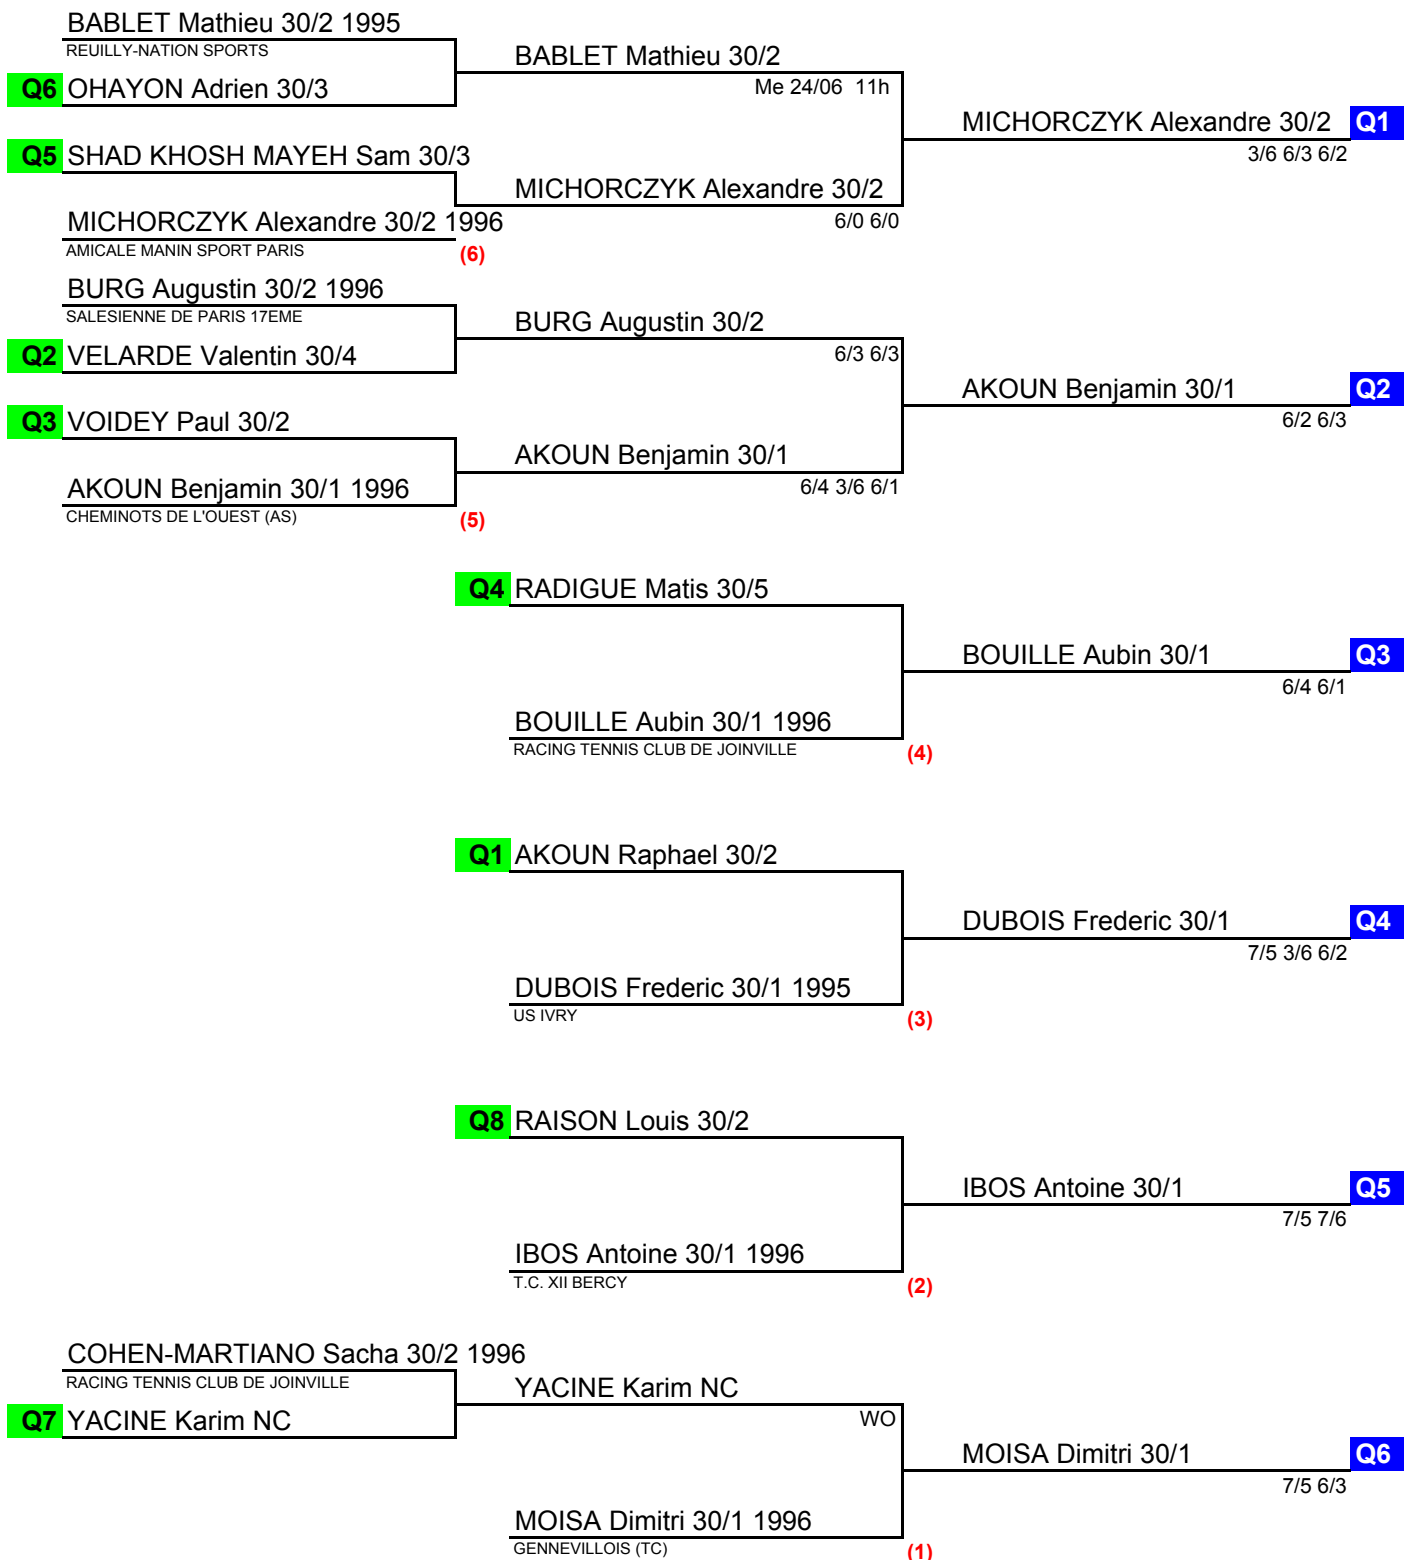 BABLET Mathieu 30/2 1995
REUILLY-NATION SPORTS
BABLET Mathieu 30/2
Q6 OHAYON Adrien 30/3
Me 24/06 11h
MICHORCZYK Alexandre 30/2 Q1
3/6 6/3 6/2
Q5 SHAD KHOSH MAYEH Sam 30/3
MICHORCZYK Alexandre 30/2
6/0 6/0
MICHORCZYK Alexandre 30/2 1996
AMICALE MANIN SPORT PARIS
(6)
BURG Augustin 30/2 1996
SALESIENNE DE PARIS 17EME
BURG Augustin 30/2
6/3 6/3
Q2 VELARDE Valentin 30/4
AKOUN Benjamin 30/1 Q2
6/2 6/3
Q3 VOIDEY Paul 30/2
AKOUN Benjamin 30/1
6/4 3/6 6/1
AKOUN Benjamin 30/1 1996
CHEMINOTS DE L'OUEST (AS)
(5)
Q4 RADIGUE Matis 30/5
BOUILLE Aubin 30/1 Q3
6/4 6/1
BOUILLE Aubin 30/1 1996
RACING TENNIS CLUB DE JOINVILLE
(4)
Q1 AKOUN Raphael 30/2
DUBOIS Frederic 30/1 Q4
7/5 3/6 6/2
DUBOIS Frederic 30/1 1995
US IVRY
(3)
Q8 RAISON Louis 30/2
IBOS Antoine 30/1 Q5
7/5 7/6
IBOS Antoine 30/1 1996
T.C. XII BERCY
(2)
COHEN-MARTIANO Sacha 30/2 1996
RACING TENNIS CLUB DE JOINVILLE
YACINE Karim NC
WO
Q7 YACINE Karim NC
MOISA Dimitri 30/1 Q6
7/5 6/3
MOISA Dimitri 30/1 1996
GENNEVILLOIS (TC)
(1)